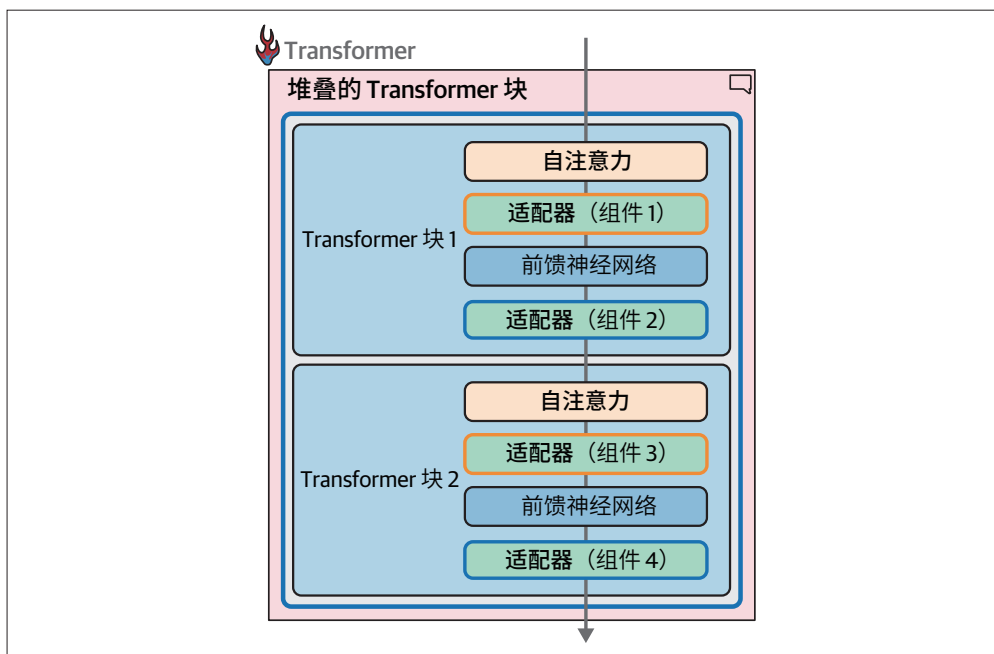 Transformer
堆叠的 Transformer 块
自注意力
适配器（组件 1）
Transformer 块 1
前馈神经网络
适配器（组件 2）
自注意力
适配器（组件 3）
Transformer 块 2
前馈神经网络
适配器（组件 4）